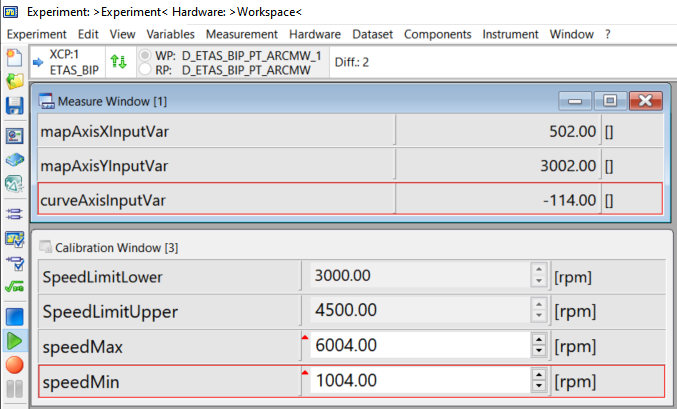 Experiment: >Experiment< Hardware: >Workspace<
Experiment Edit View Variables Measurement Hardware Dataset Components Instrument Window ?
XCP:1
ETAS_BIP
WP: D_ETAS_BIP_PT_ARCMW_1
RP: D_ETAS_BIP_PT_ARCMW
Diff.: 2
Measure Window [1]
mapAxisXInputVar 502.00 []
mapAxisYInputVar 3002.00 []
curveAxisInputVar -114.00 []
Calibration Window [3]
SpeedLimitLower 3000.00 [rpm]
SpeedLimitUpper 4500.00 [rpm]
speedMax 6004.00 [rpm]
speedMin 1004.00 [rpm]